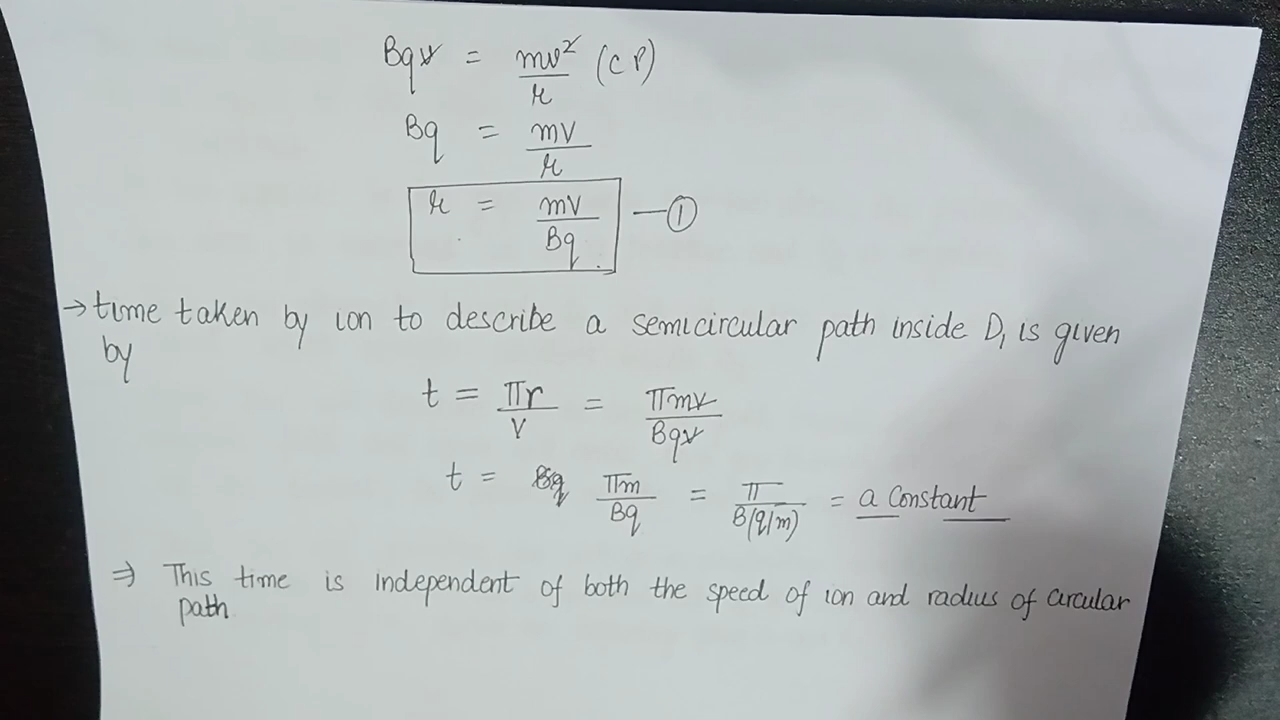 Bqv = mv²/r (CP)
Bq = mv/r
r = mv/Bq —①
→ time taken by ion to describe a semicircular path inside D₁ is given
by
t = πr/v = πmv/Bqv
t = Bq πm/Bq = π/B(q/m) = a constant
⇒ This time is independent of both the speed of ion and radius of circular
path.